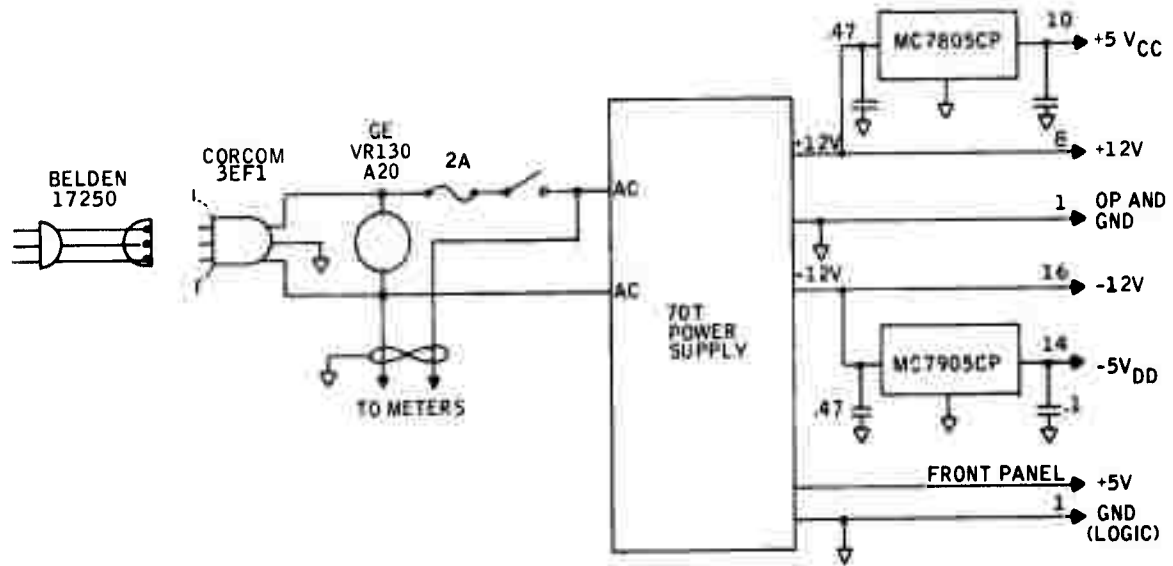 BELDEN
17250
CORCOM
3EF1
GE
VR130
A20
2A
AC
AC
TO METERS
70T
POWER
SUPPLY
+12V
-12V
.47
MC7805CP
10
+5 VCC
+12V
1
OP AND
GND
16
-12V
.47
MC7905CP
14
-5VDD
.1
FRONT PANEL
+5V
1
GND
(LOGIC)